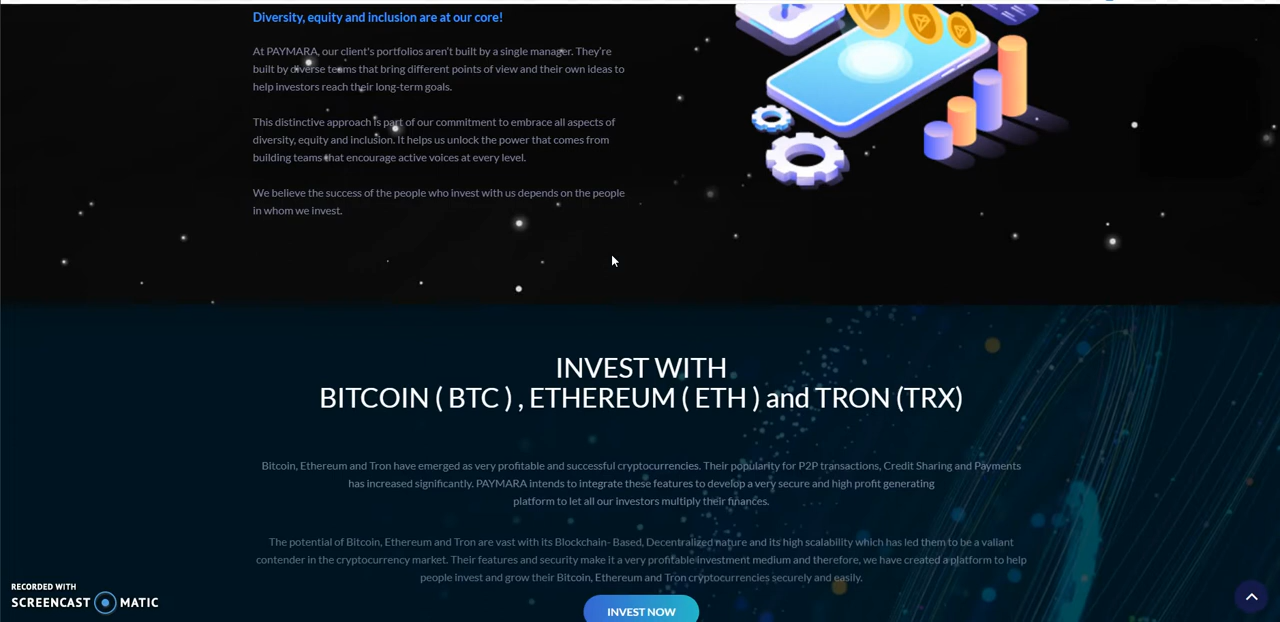 Diversity, equity and inclusion are at our core!
At PAYMARA, our client's portfolios aren't built by a single manager. They're
built by diverse teams that bring different points of view and their own ideas to
help investors reach their long-term goals.
This distinctive approach is part of our commitment to embrace all aspects of
diversity, equity and inclusion. It helps us unlock the power that comes from
building teams that encourage active voices at every level.
We believe the success of the people who invest with us depends on the people
in whom we invest.
INVEST WITH
BITCOIN ( BTC ) , ETHEREUM ( ETH ) and TRON (TRX)
Bitcoin, Ethereum and Tron have emerged as very profitable and successful cryptocurrencies. Their popularity for P2P transactions, Credit Sharing and Payments
has increased significantly. PAYMARA intends to integrate these features to develop a very secure and high profit generating
platform to let all our investors multiply their finances.
The potential of Bitcoin, Ethereum and Tron are vast with its Blockchain- Based, Decentralized nature and its high scalability which has led them to be a valiant
contender in the cryptocurrency market. Their features and security make it a very profitable investment medium and therefore, we have created a platform to help
people invest and grow their Bitcoin, Ethereum and Tron cryptocurrencies securely and easily.
INVEST NOW
RECORDED WITH
SCREENCAST MATIC